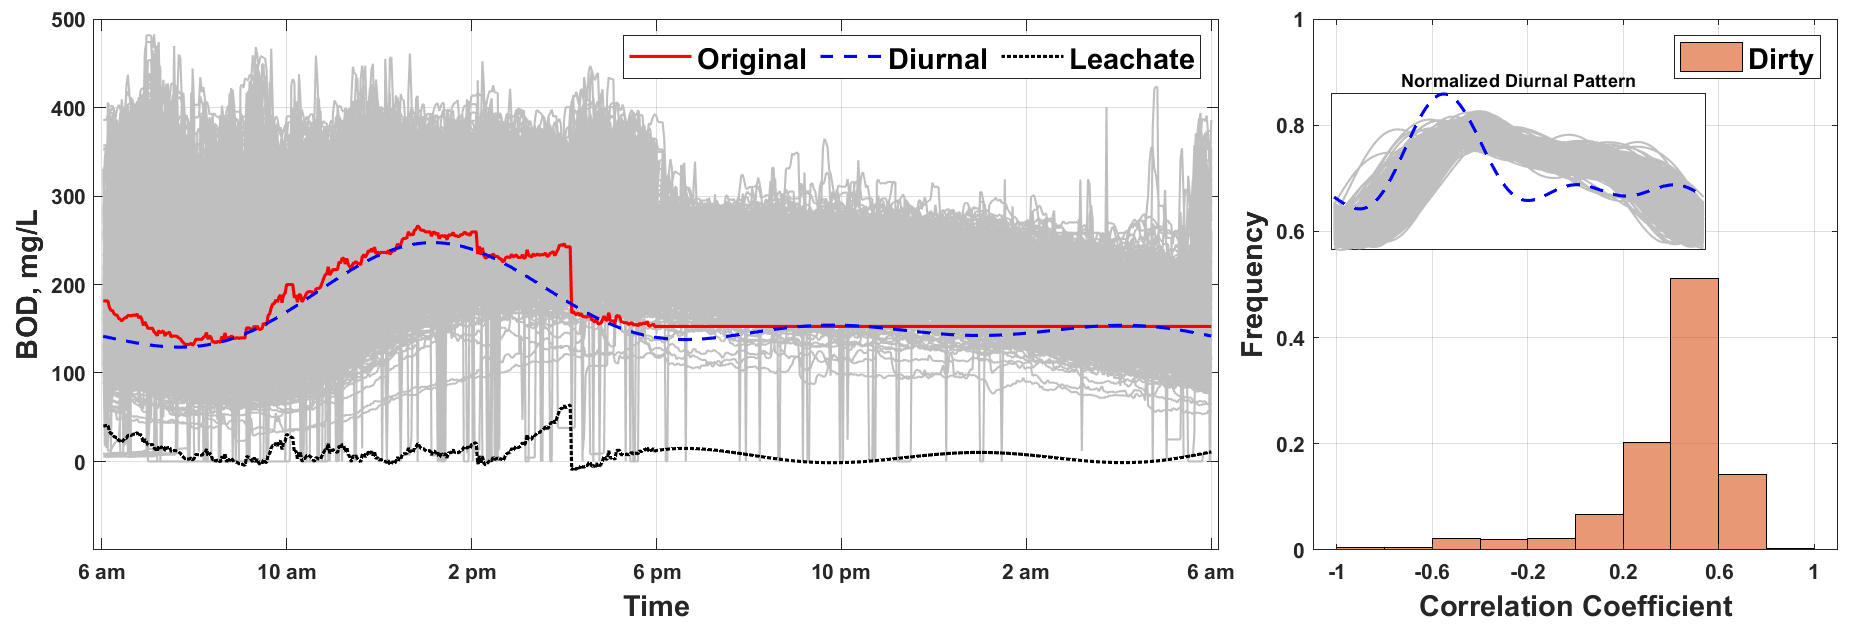 500
400
300
200
100
0
BOD, mg/L
Original Diurnal Leachate
6 am 10 am 2 pm 6 pm 10 pm 2 am 6 am
Time
1
0.8
0.6
0.4
0.2
0
Frequency
Dirty
Normalized Diurnal Pattern
-1 -0.6 -0.2 0.2 0.6 1
Correlation Coefficient